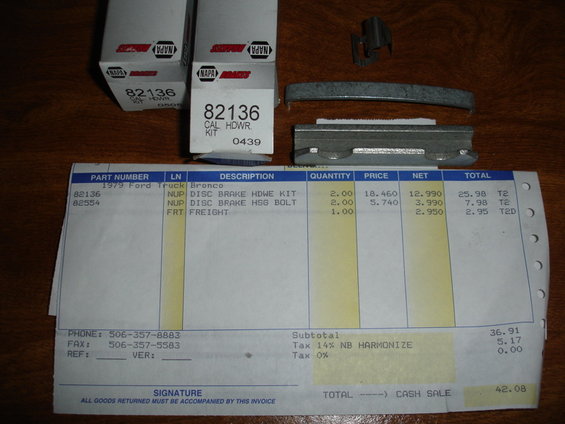 NAPA BRAKES
NAPA BRAKES
82136
CAL HDWR.
KIT
NAPA BRAKES
82136
CAL HDWR.
KIT
0439
PART NUMBER LN DESCRIPTION QUANTITY PRICE NET TOTAL
1979 Ford Truck Bronco
82136 NUP DISC BRAKE HDWE KIT 2.00 18.460 12.990 25.98 T2
82554 NUP DISC BRAKE HSG BOLT 2.00 5.740 3.990 7.98 T2
FRT FREIGHT 1.00 2.950 2.95 T2D
PHONE: 506-357-8883
FAX: 506-357-5583
REF: VER:
Subtotal 36.91
Tax 14% NB HARMONIZE 5.17
Tax 0% 0.00
SIGNATURE
ALL GOODS RETURNED MUST BE ACCOMPANIED BY THIS INVOICE
TOTAL ----) CASH SALE 42.08